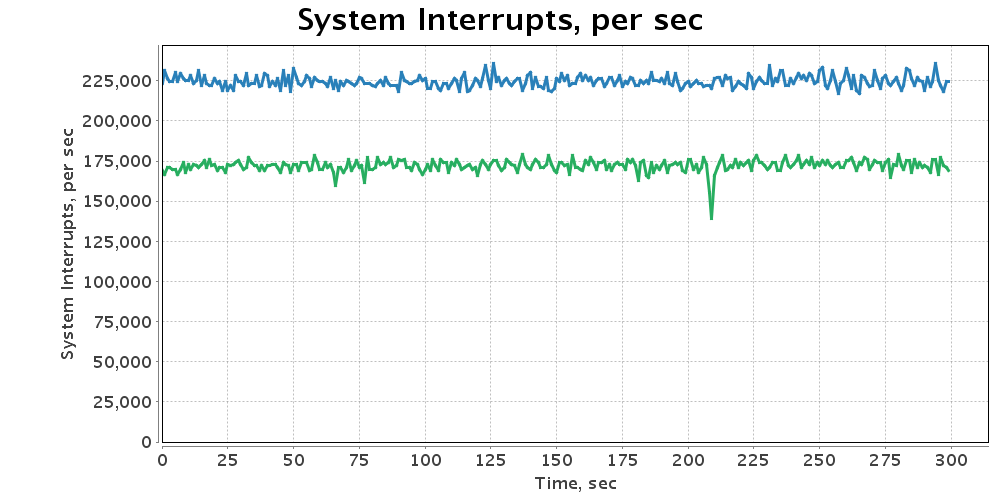 System Interrupts, per sec
System Interrupts, per sec
225,000
200,000
175,000
150,000
125,000
100,000
75,000
50,000
25,000
0
0 25 50 75 100 125 150 175 200 225 250 275 300
Time, sec